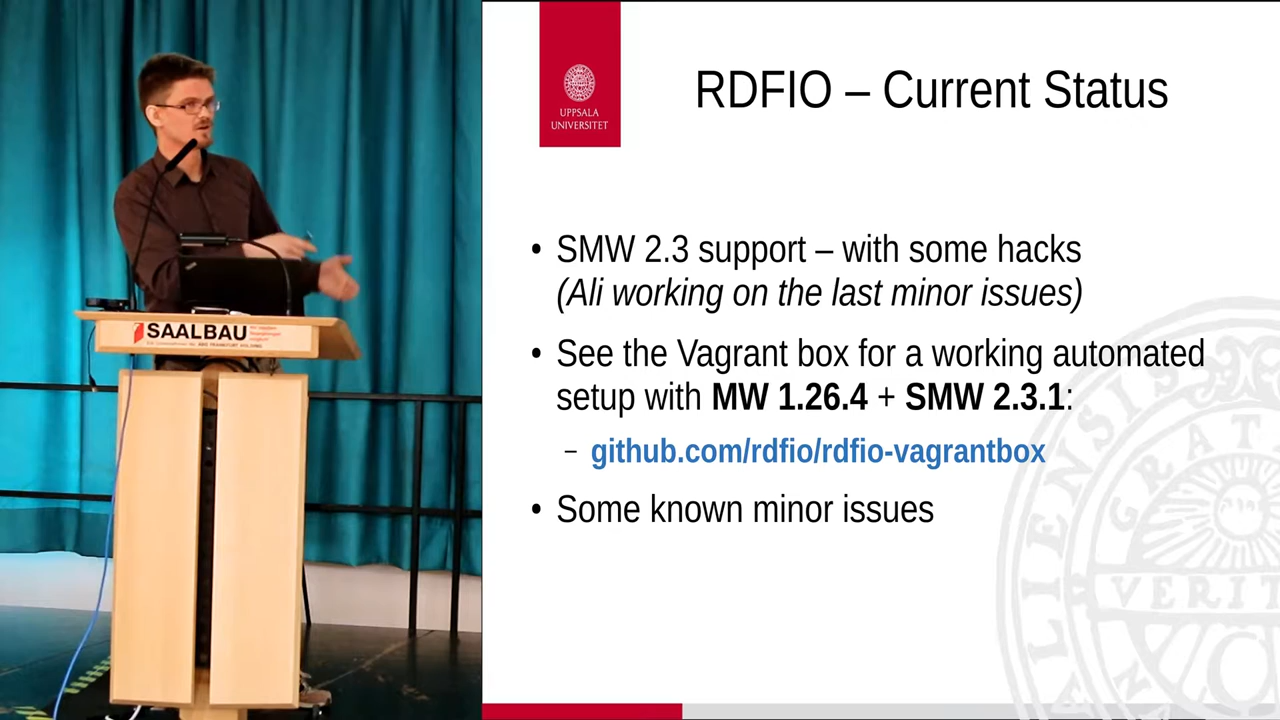 UPPSALA
UNIVERSITET
RDFIO – Current Status
• SMW 2.3 support – with some hacks
(Ali working on the last minor issues)
• See the Vagrant box for a working automated
setup with MW 1.26.4 + SMW 2.3.1:
– github.com/rdfio/rdfio-vagrantbox
• Some known minor issues
SAALBAU